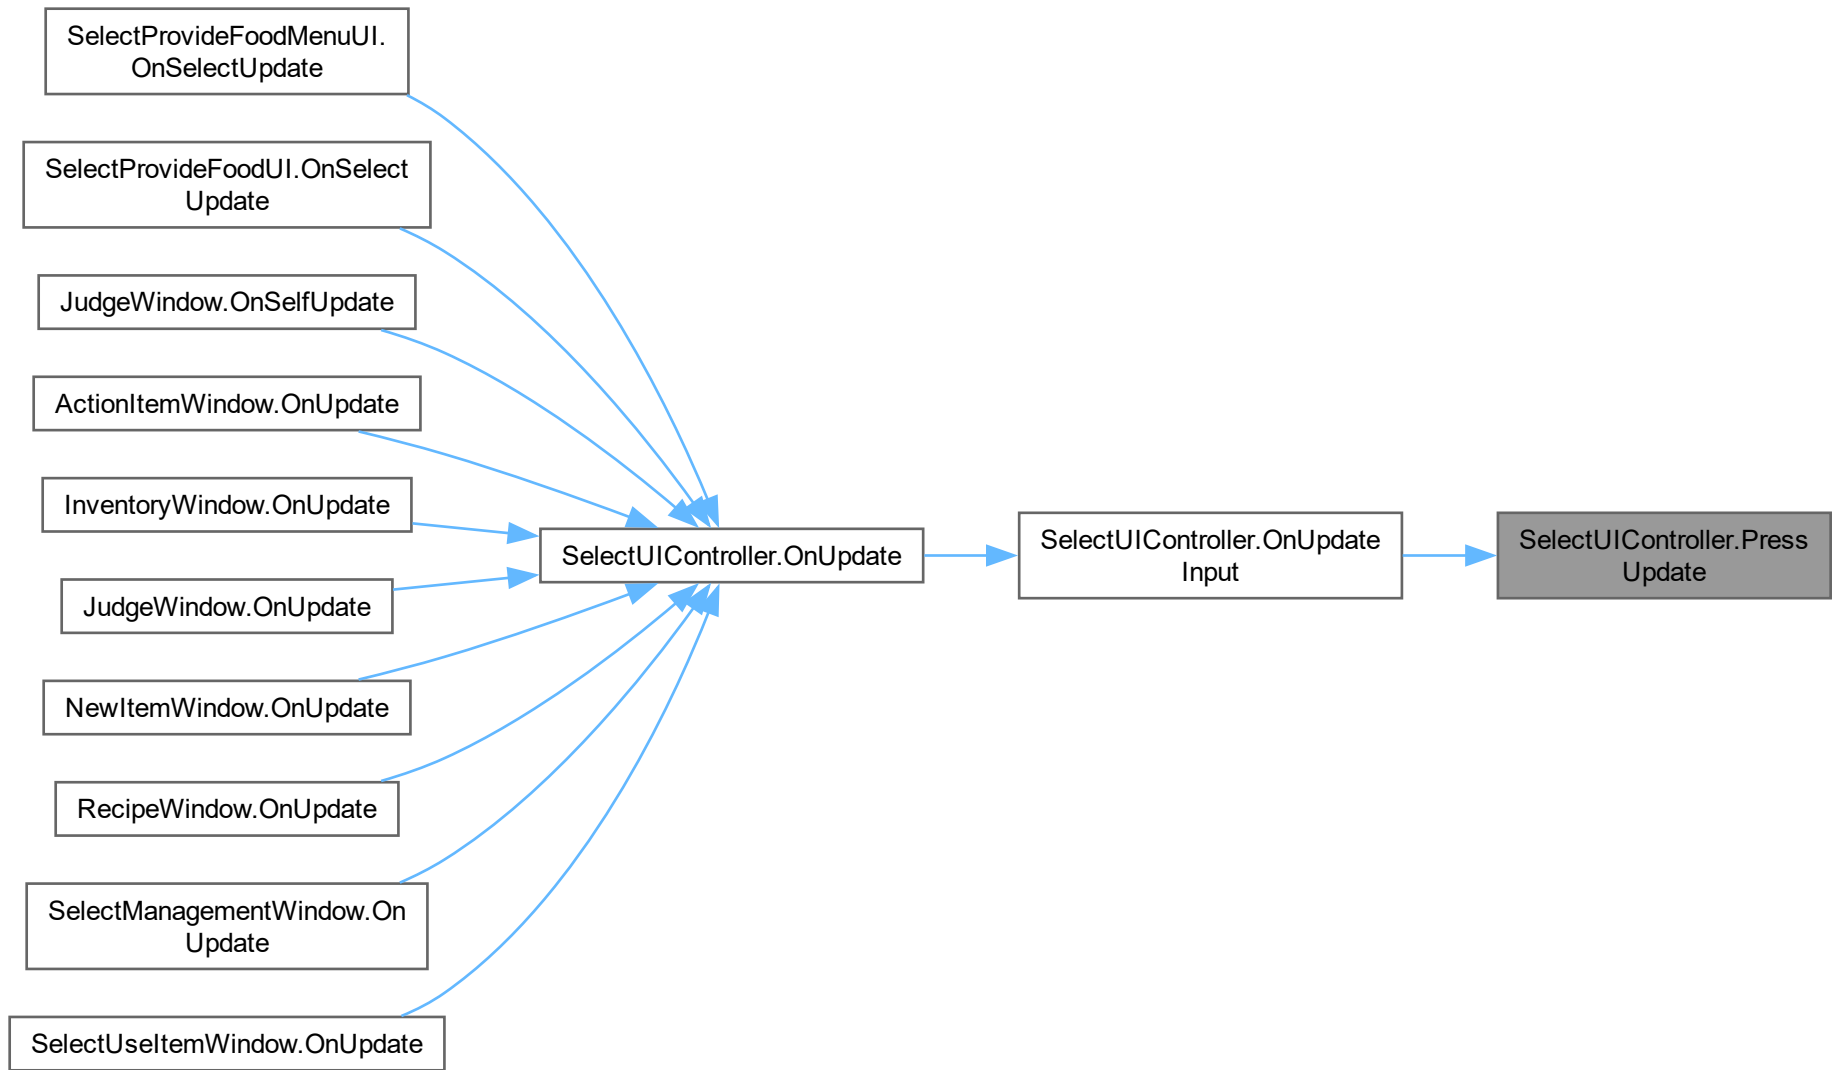 SelectProvideFoodMenuUI.
OnSelectUpdate
SelectProvideFoodUI.OnSelect
Update
JudgeWindow.OnSelfUpdate
ActionItemWindow.OnUpdate
InventoryWindow.OnUpdate
JudgeWindow.OnUpdate
NewItemWindow.OnUpdate
RecipeWindow.OnUpdate
SelectManagementWindow.On
Update
SelectUseItemWindow.OnUpdate
SelectUIController.OnUpdate
SelectUIController.OnUpdate
Input
SelectUIController.Press
Update